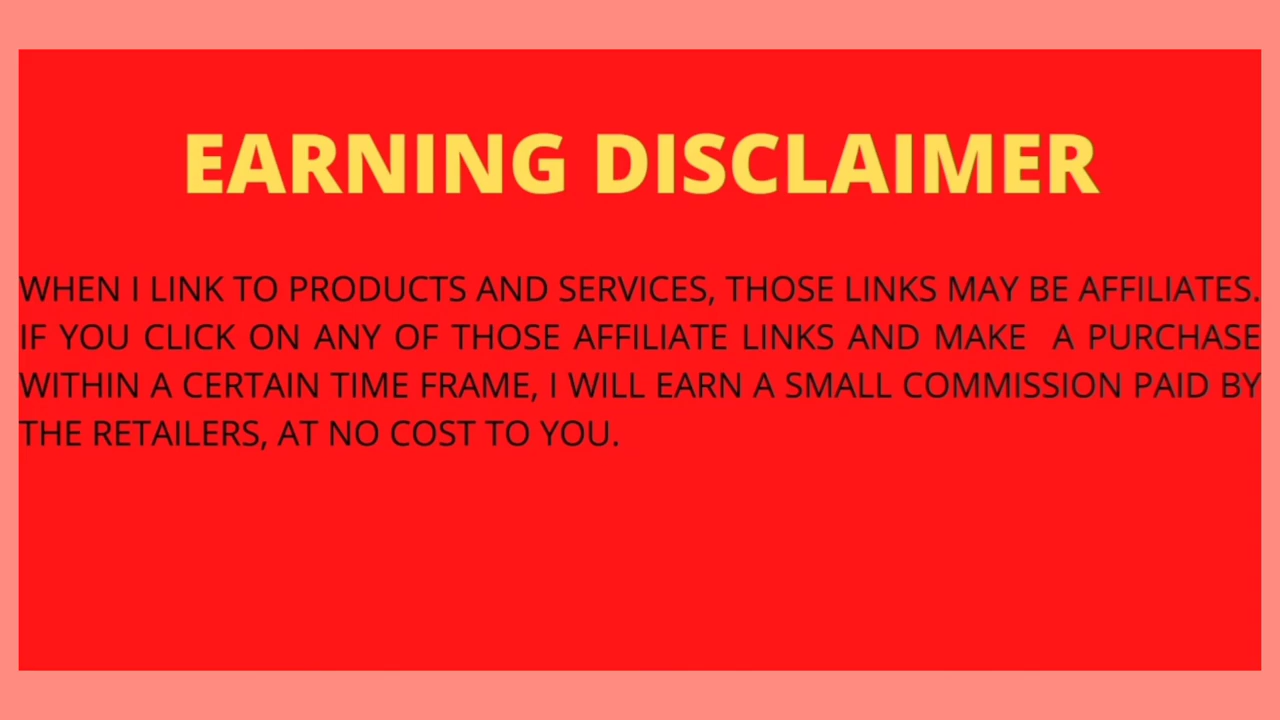 EARNING DISCLAIMER
WHEN I LINK TO PRODUCTS AND SERVICES, THOSE LINKS MAY BE AFFILIATES.
IF YOU CLICK ON ANY OF THOSE AFFILIATE LINKS AND MAKE  A PURCHASE
WITHIN A CERTAIN TIME FRAME, I WILL EARN A SMALL COMMISSION PAID BY
THE RETAILERS, AT NO COST TO YOU.